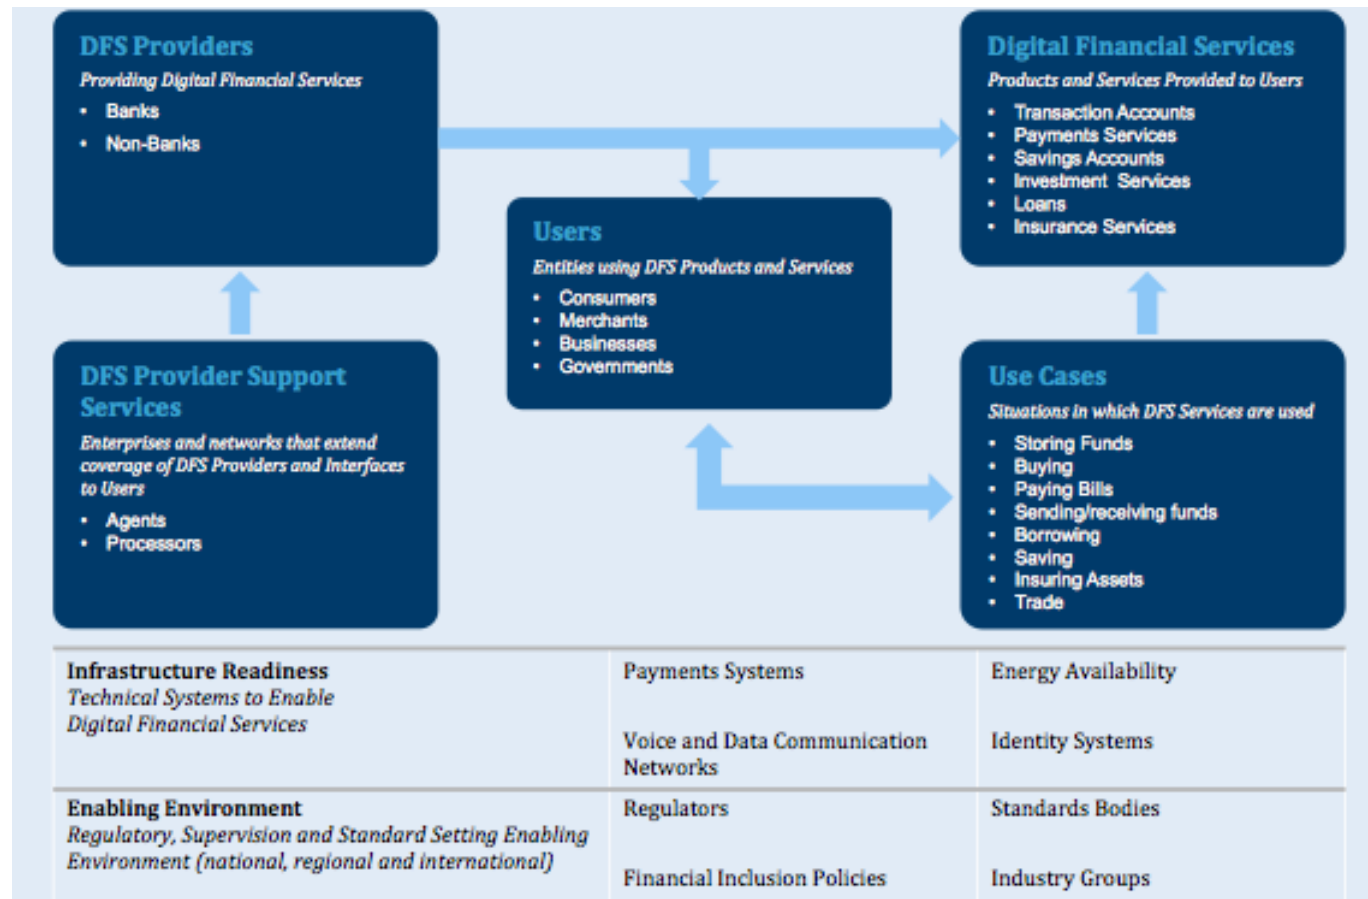 DFS Providers
Providing Digital Financial Services
• Banks
• Non-Banks
Digital Financial Services
Products and Services Provided to Users
• Transaction Accounts
• Payments Services
• Savings Accounts
• Investment Services
• Loans
• Insurance Services
Users
Entities using DFS Products and Services
• Consumers
• Merchants
• Businesses
• Governments
DFS Provider Support
Services
Enterprises and networks that extend
coverage of DFS Providers and Interfaces
to Users
• Agents
• Processors
Use Cases
Situations in which DFS Services are used
• Storing Funds
• Buying
• Paying Bills
• Sending/receiving funds
• Borrowing
• Saving
• Insuring Assets
• Trade
Infrastructure Readiness
Technical Systems to Enable
Digital Financial Services
Payments Systems
Voice and Data Communication
Networks
Energy Availability
Identity Systems
Enabling Environment
Regulatory, Supervision and Standard Setting Enabling
Environment (national, regional and international)
Regulators
Financial Inclusion Policies
Standards Bodies
Industry Groups